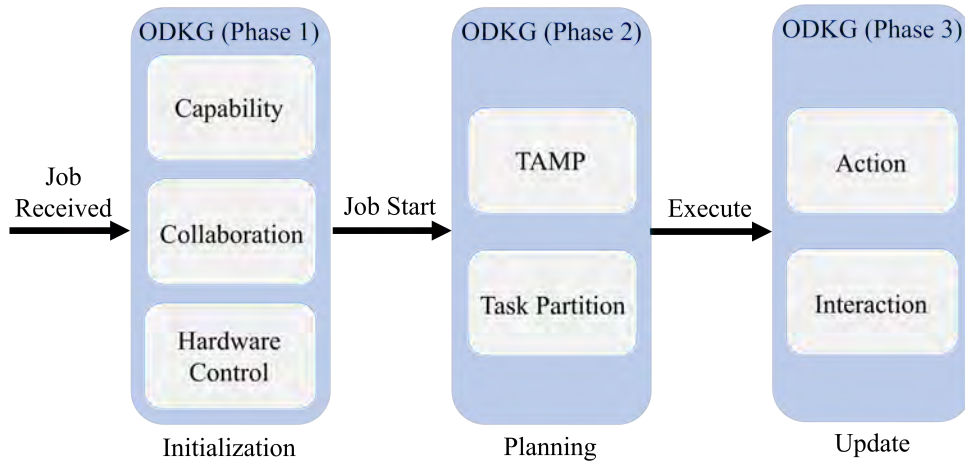 ODKG (Phase 1)
Capability
Collaboration
Hardware
Control
Initialization
Job
Received
Job Start
ODKG (Phase 2)
TAMP
Task Partition
Planning
Execute
ODKG (Phase 3)
Action
Interaction
Update